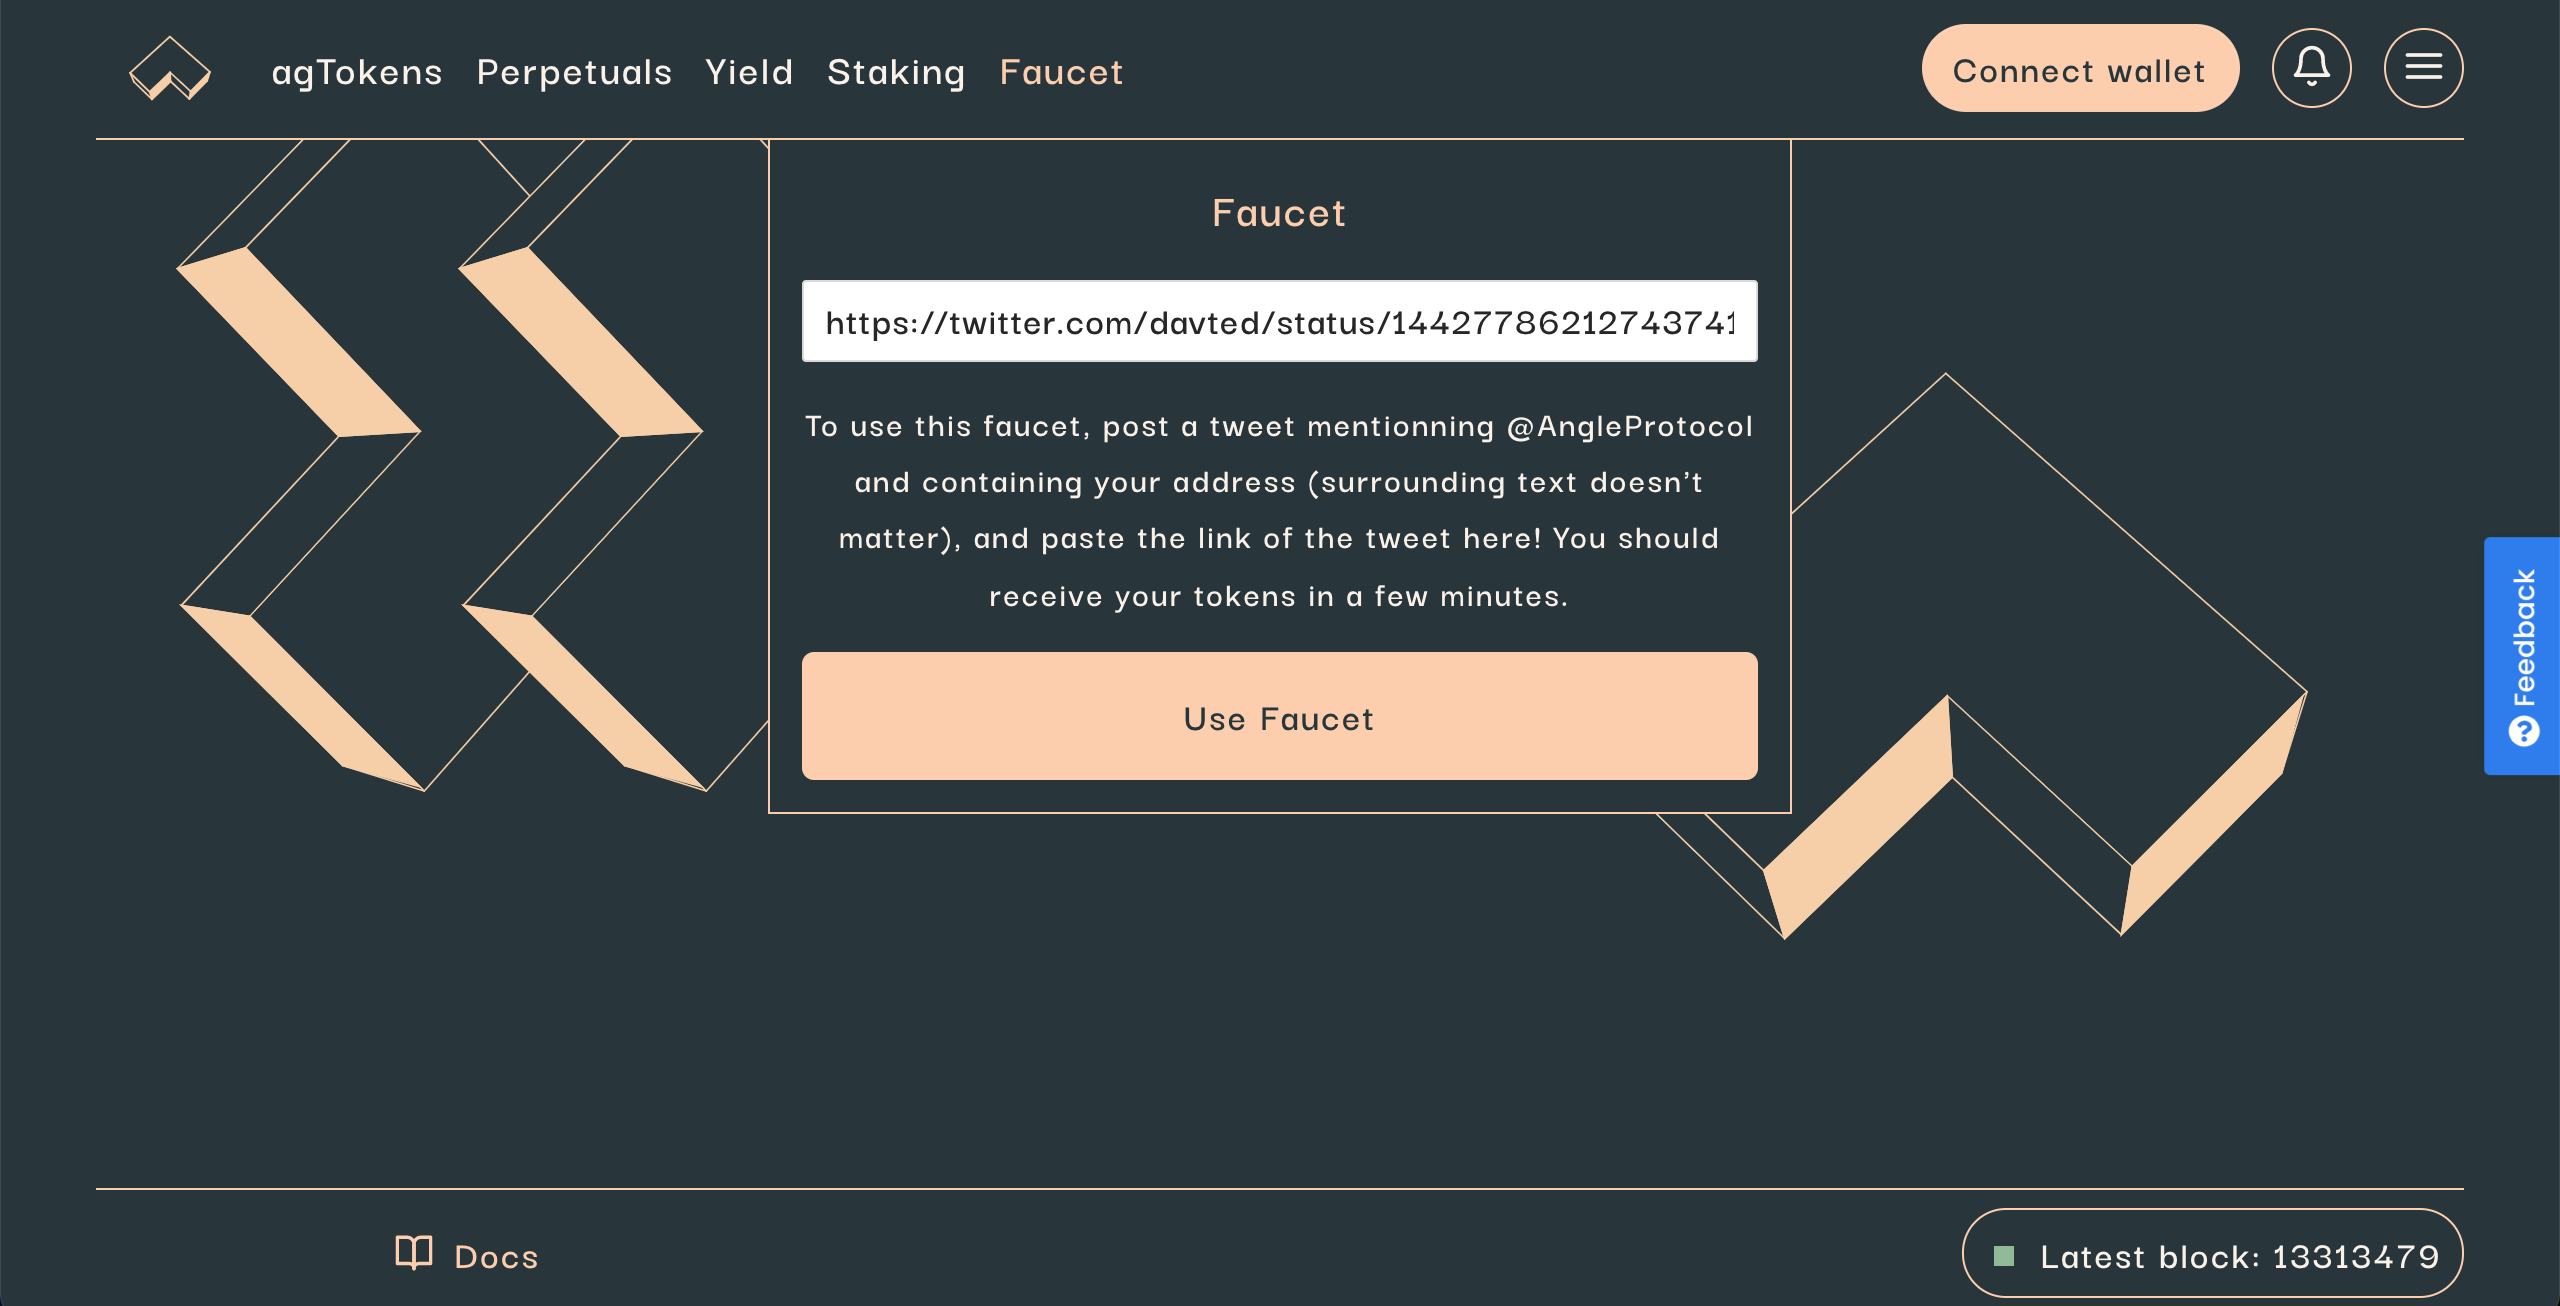 agTokens Perpetuals Yield Staking Faucet Connect wallet
Faucet
https://twitter.com/davted/status/14427786212743741
To use this faucet, post a tweet mentionning @AngleProtocol
and containing your address (surrounding text doesn't
matter), and paste the link of the tweet here! You should
receive your tokens in a few minutes.
Use Faucet
Feedback
Docs
Latest block: 13313479